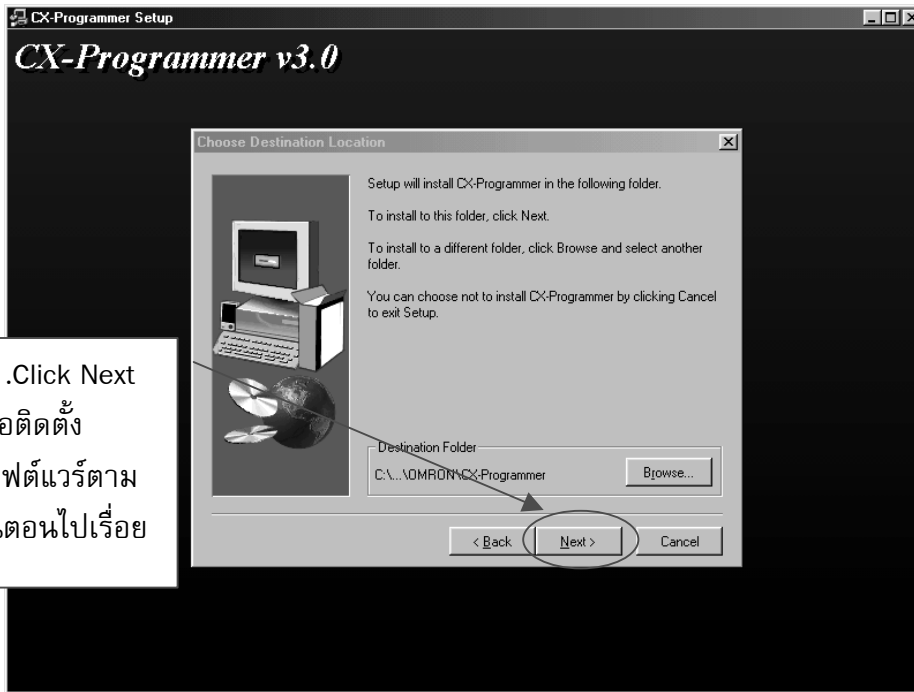 CX-Programmer Setup
CX-Programmer v3.0
Choose Destination Location
Setup will install CX-Programmer in the following folder.
To install to this folder, click Next.
To install to a different folder, click Browse and select another
folder.
You can choose not to install CX-Programmer by clicking Cancel
to exit Setup.
.Click Next
อติดตั้ง
ฟต์แวร์ตาม
ตอนไปเรื่อย
Destination Folder
C:\...\OMRON\CX-Programmer
Browse...
< Back
Next >
Cancel